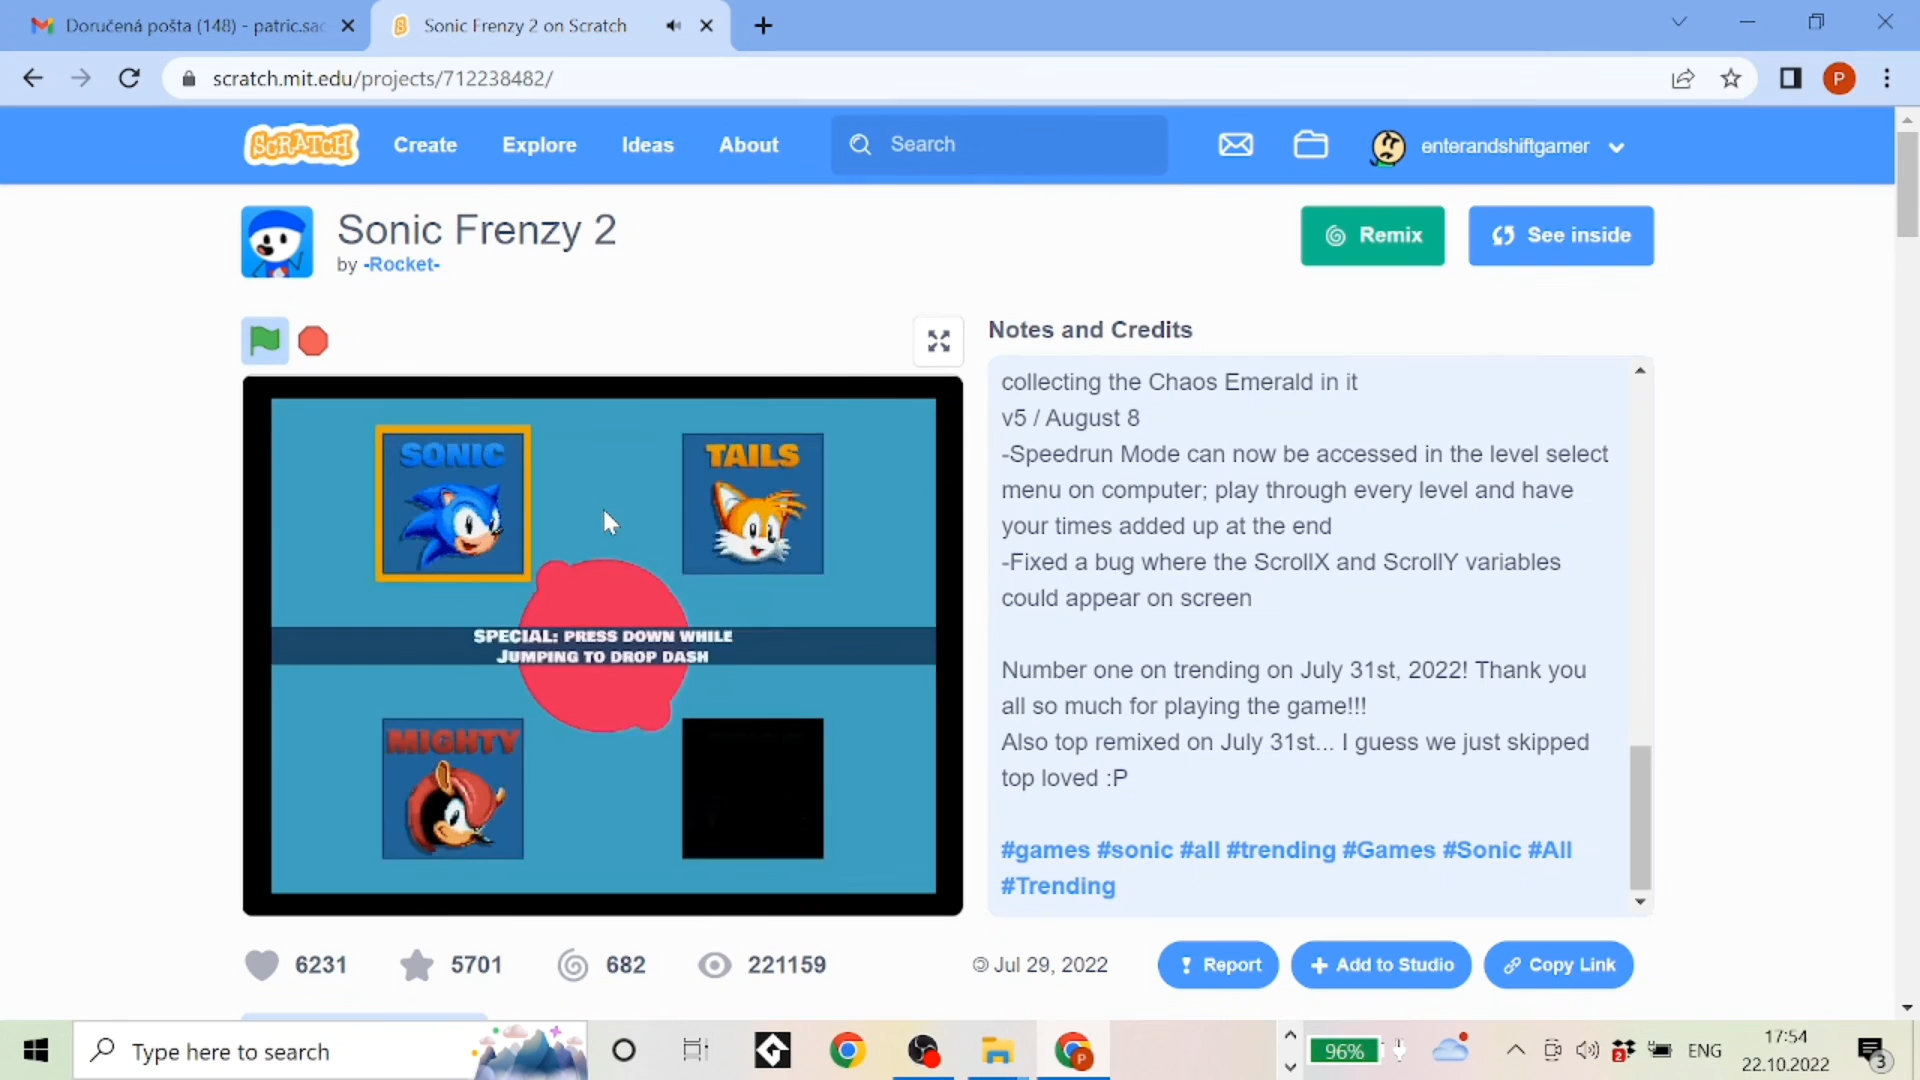 Doručená pošta (148) - patric.sac
Sonic Frenzy 2 on Scratch
scratch.mit.edu/projects/712238482/
P
SCRATCH
Create
Explore
Ideas
About
Search
enterandshiftgamer
Sonic Frenzy 2
by -Rocket-
Remix
See inside
Notes and Credits
collecting the Chaos Emerald in it
v5 / August 8
-Speedrun Mode can now be accessed in the level select
menu on computer; play through every level and have
your times added up at the end
-Fixed a bug where the ScrollX and ScrollY variables
could appear on screen
Number one on trending on July 31st, 2022! Thank you
all so much for playing the game!!!
Also top remixed on July 31st... I guess we just skipped
top loved :P
#games #sonic #all #trending #Games #Sonic #All
#Trending
SONIC
TAILS
SPECIAL: PRESS DOWN WHILE
JUMPING TO DROP DASH
MIGHTY
6231
5701
682
221159
Jul 29, 2022
Report
Add to Studio
Copy Link
Type here to search
P
96%
2
ENG
17:54
22.10.2022
3